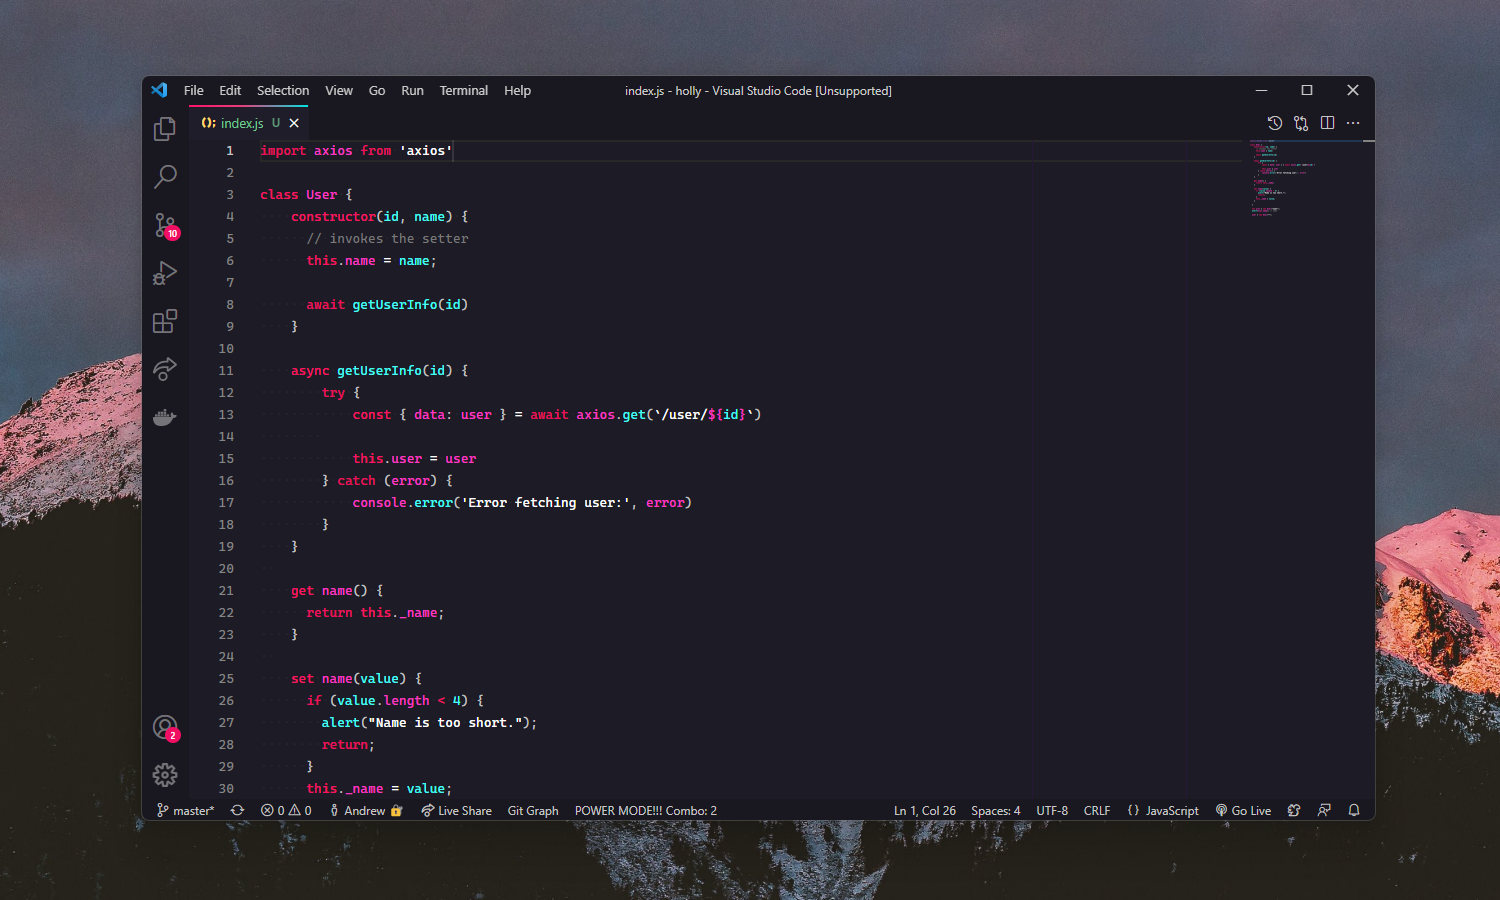 File Edit Selection View Go Run Terminal Help index.js - holly - Visual Studio Code [Unsupported]
index.js U
1 import axios from 'axios'
2
3 class User {
4 constructor(id, name) {
5 // invokes the setter
6 this.name = name;
7
8 await getUserInfo(id)
9 }
10
11 async getUserInfo(id) {
12 try {
13 const { data: user } = await axios.get(`/user/${id}`)
14
15 this.user = user
16 } catch (error) {
17 console.error('Error fetching user:', error)
18 }
19 }
20
21 get name() {
22 return this._name;
23 }
24
25 set name(value) {
26 if (value.length < 4) {
27 alert("Name is too short.");
28 return;
29 }
30 this._name = value;
10
2
master* 0 0 Andrew Live Share Git Graph POWER MODE!!! Combo: 2 Ln 1, Col 26 Spaces: 4 UTF-8 CRLF {} JavaScript Go Live